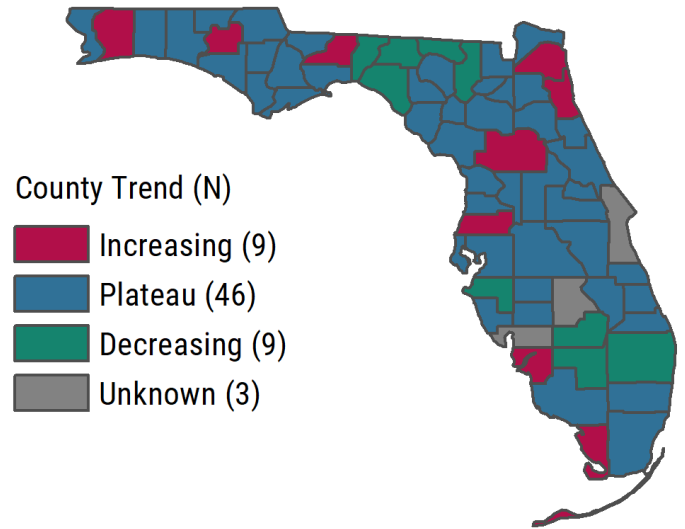 County Trend (N)
Increasing (9)
Plateau (46)
Decreasing (9)
Unknown (3)